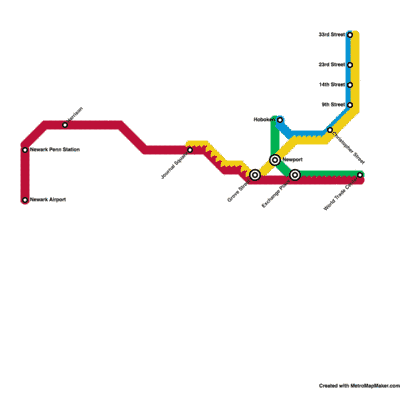 33rd Street
23rd Street
14th Street
9th Street
Harrison
Hoboken
Christopher Street
Newark Penn Station
Journal Square
Newport
Grove Street
Exchange Place
World Trade Center
Newark Airport
Created with MetroMapMaker.com